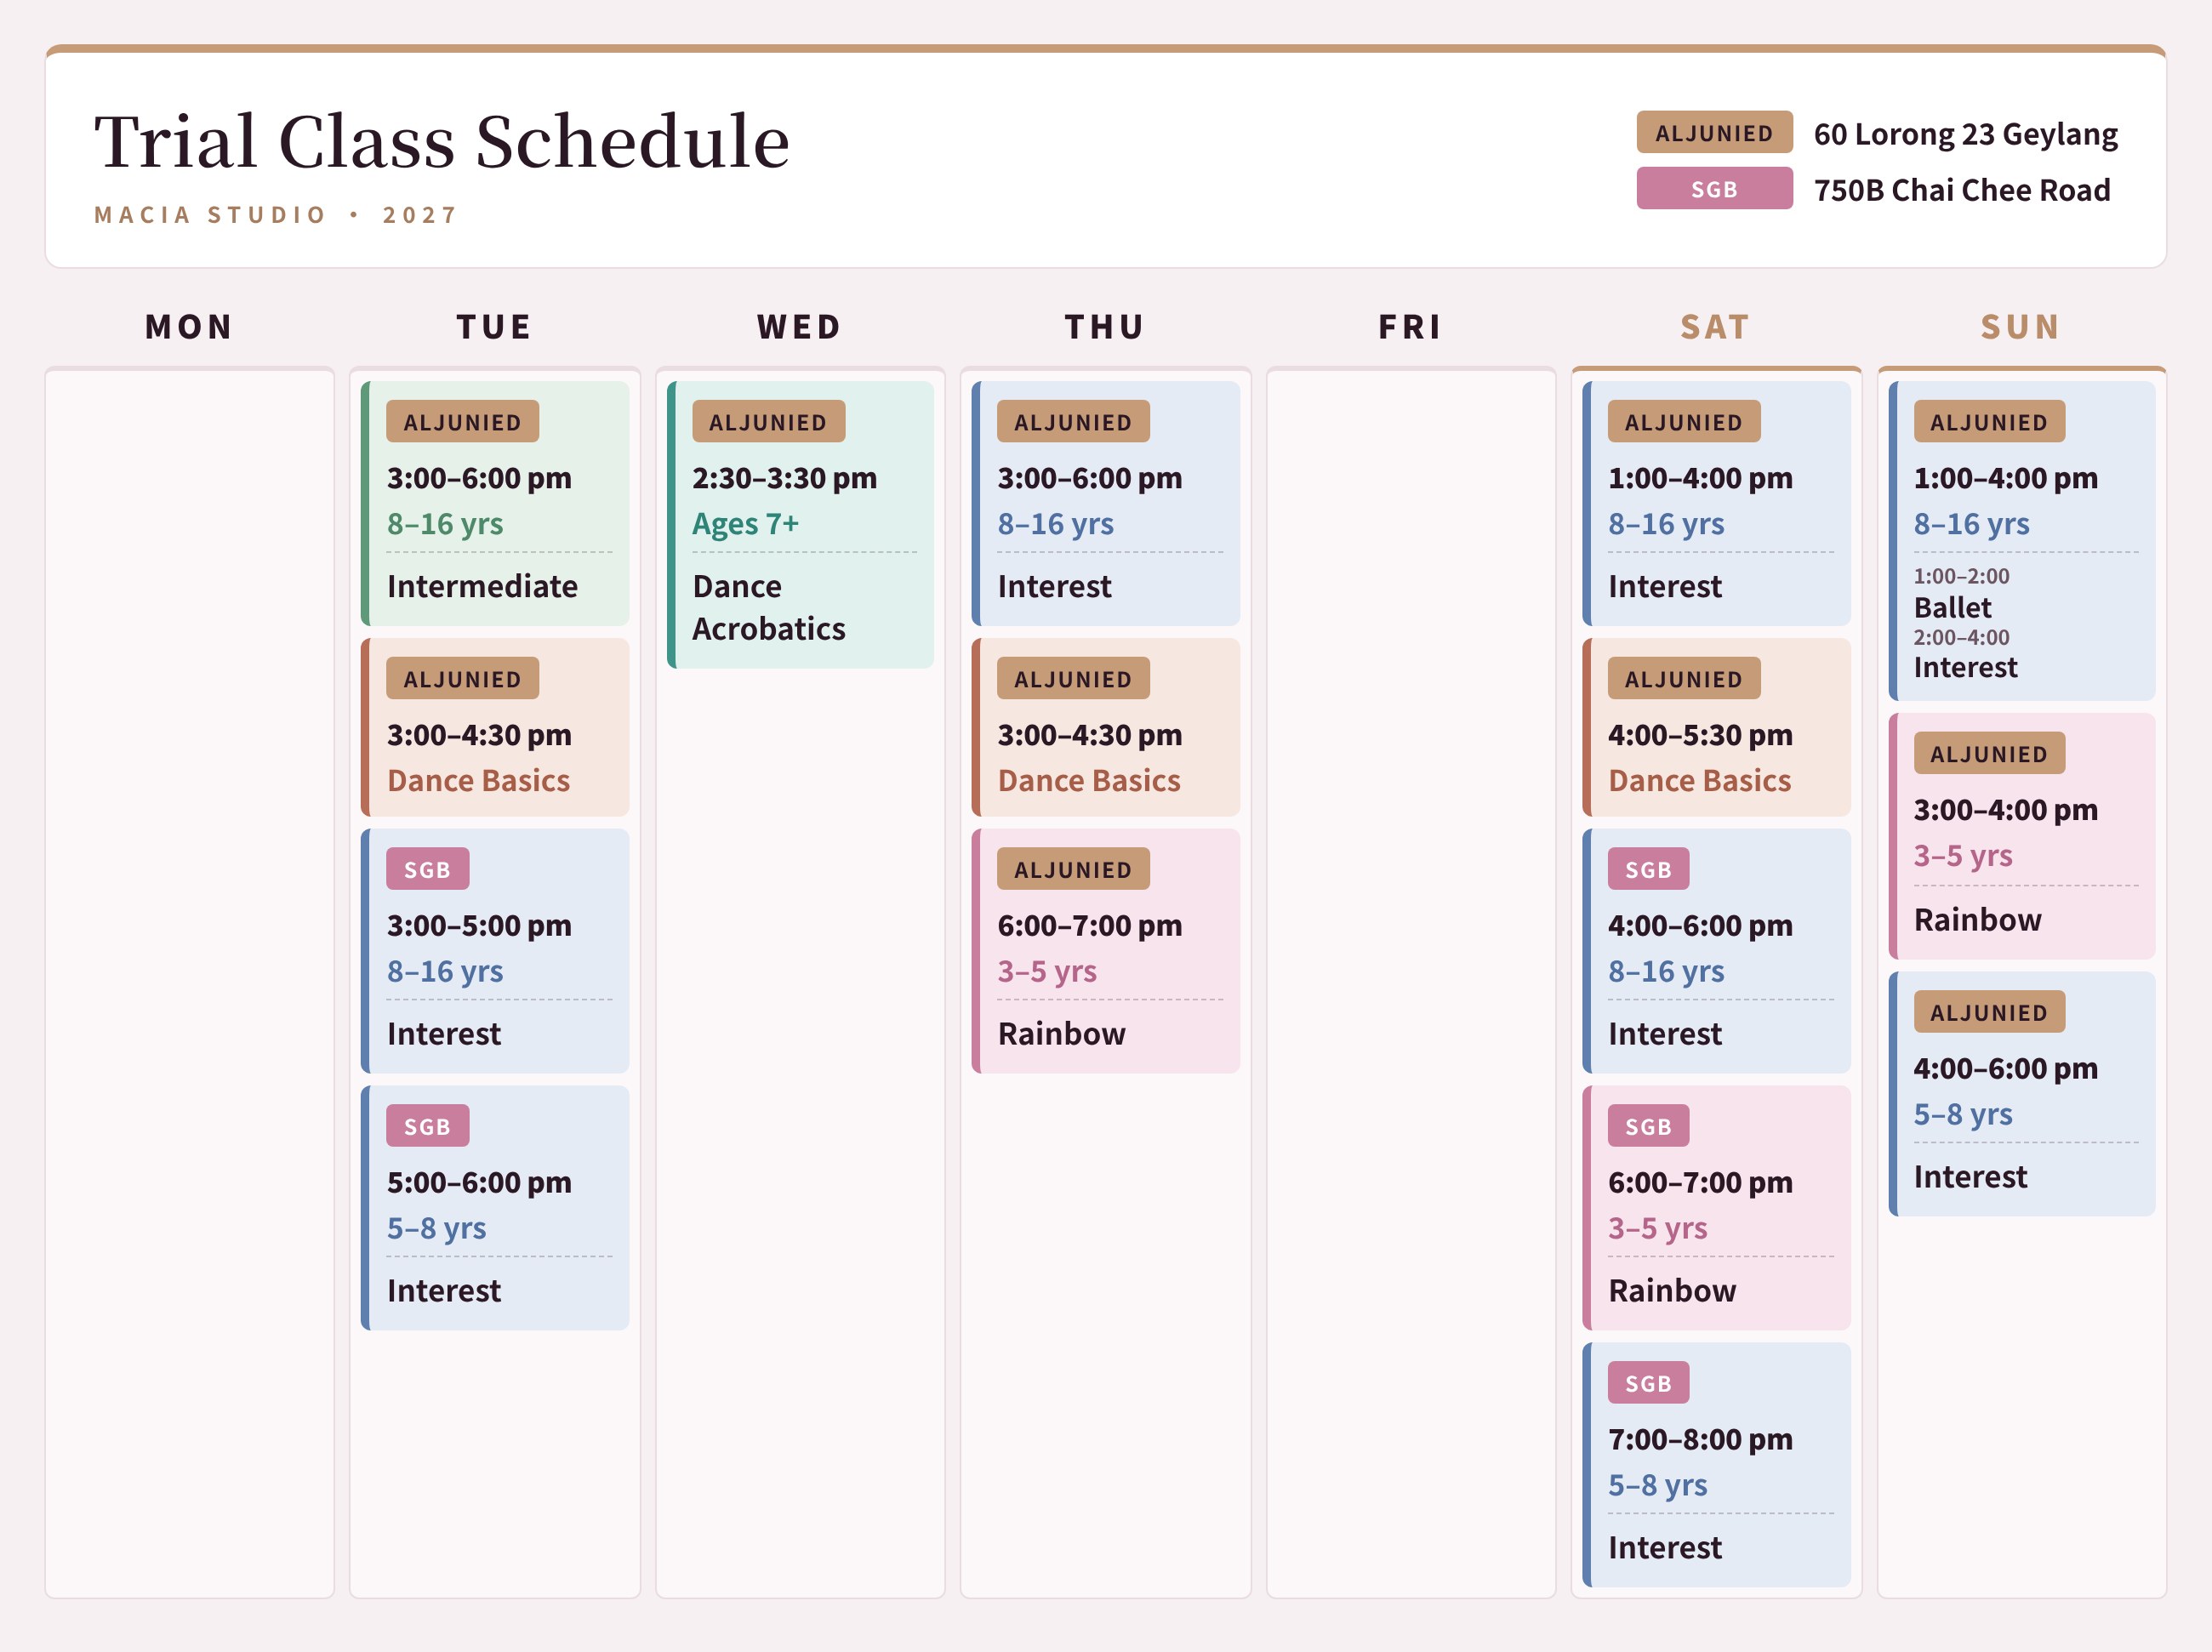 Trial Class Schedule
MACIA STUDIO • 2027
ALJUNIED 60 Lorong 23 Geylang
SGB 750B Chai Chee Road
MON
TUE
ALJUNIED
3:00–6:00 pm
8–16 yrs
Intermediate
ALJUNIED
3:00–4:30 pm
Dance Basics
SGB
3:00–5:00 pm
8–16 yrs
Interest
SGB
5:00–6:00 pm
5–8 yrs
Interest
WED
ALJUNIED
2:30–3:30 pm
Ages 7+
Dance
Acrobatics
THU
ALJUNIED
3:00–6:00 pm
8–16 yrs
Interest
ALJUNIED
3:00–4:30 pm
Dance Basics
ALJUNIED
6:00–7:00 pm
3–5 yrs
Rainbow
FRI
SAT
ALJUNIED
1:00–4:00 pm
8–16 yrs
Interest
ALJUNIED
4:00–5:30 pm
Dance Basics
SGB
4:00–6:00 pm
8–16 yrs
Interest
SGB
6:00–7:00 pm
3–5 yrs
Rainbow
SGB
7:00–8:00 pm
5–8 yrs
Interest
SUN
ALJUNIED
1:00–4:00 pm
8–16 yrs
1:00–2:00
Ballet
2:00–4:00
Interest
ALJUNIED
3:00–4:00 pm
3–5 yrs
Rainbow
ALJUNIED
4:00–6:00 pm
5–8 yrs
Interest